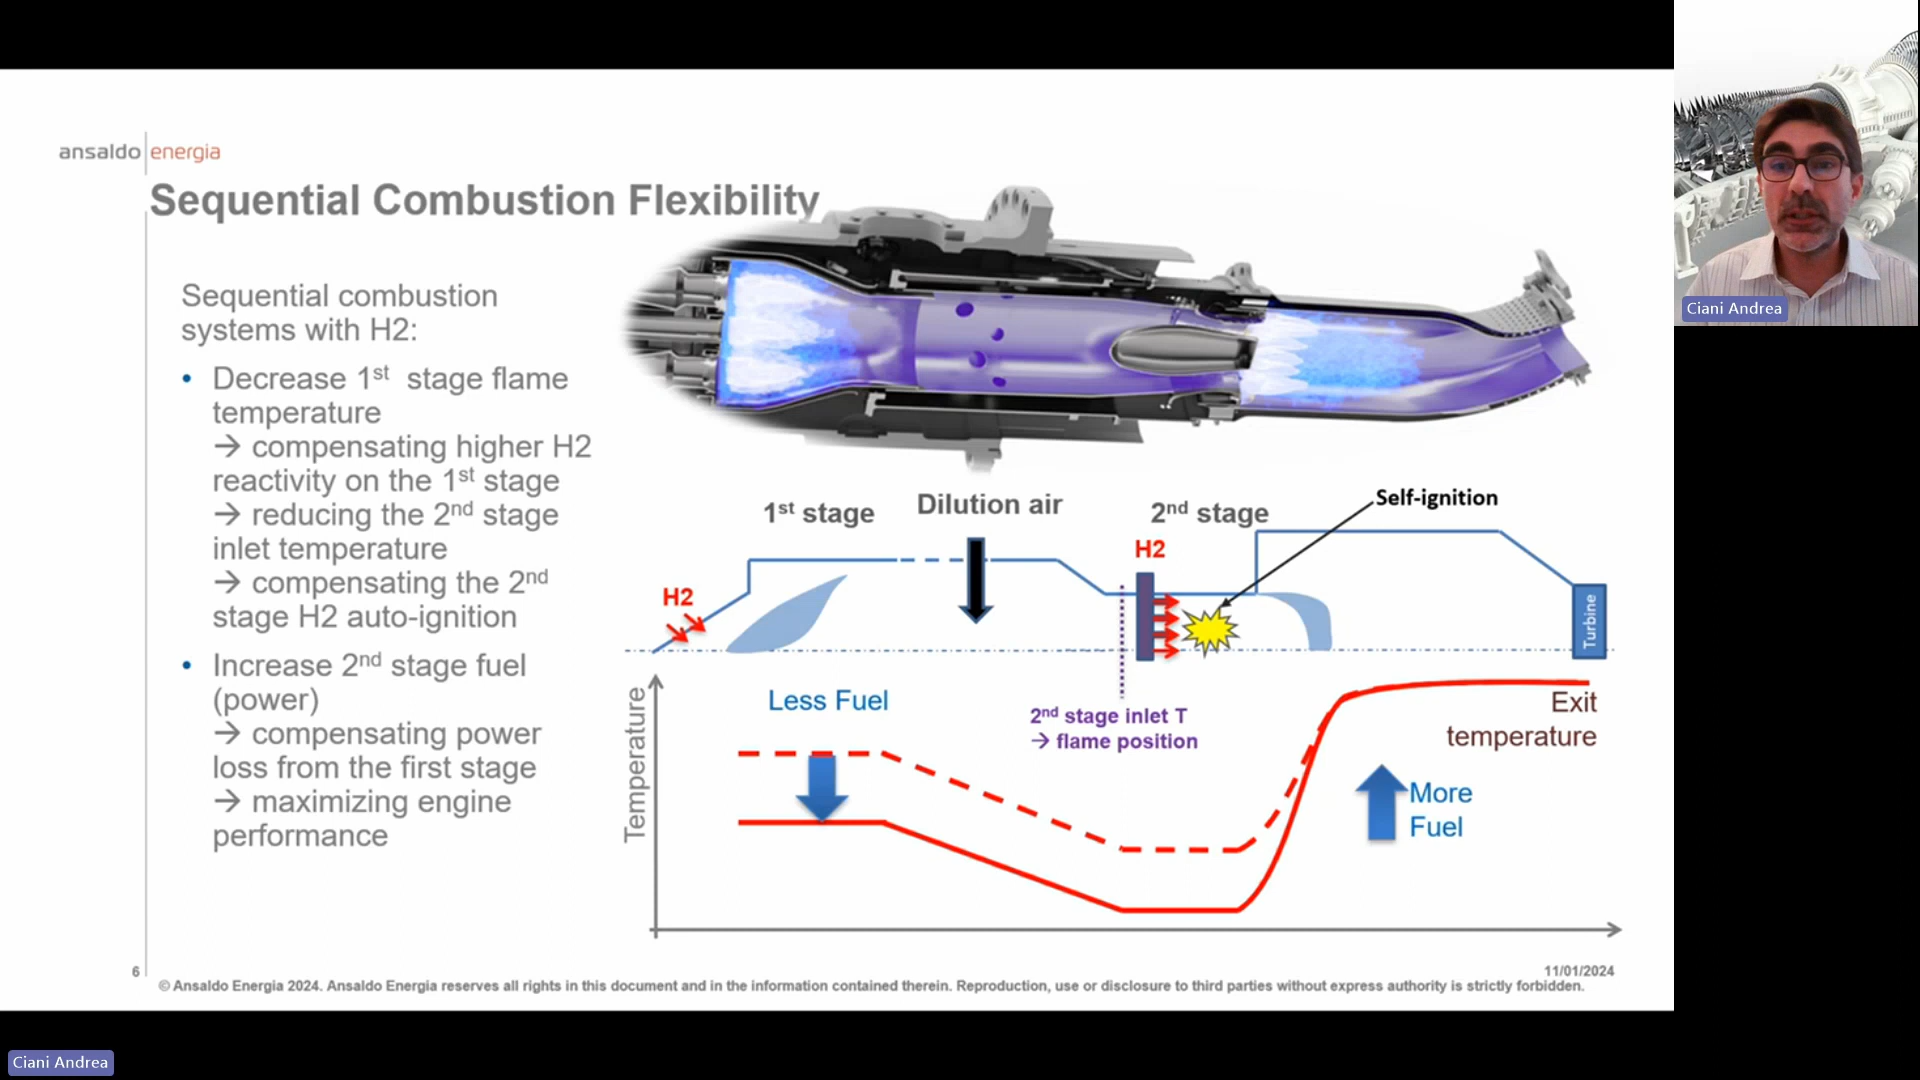 ansaldo energia
Sequential Combustion Flexibility
Sequential combustion
systems with H2:
• Decrease 1st stage flame
temperature
→ compensating higher H2
reactivity on the 1st stage
→ reducing the 2nd stage
inlet temperature
→ compensating the 2nd
stage H2 auto-ignition
• Increase 2nd stage fuel
(power)
→ compensating power
loss from the first stage
→ maximizing engine
performance
1st stage
Dilution air
2nd stage
Self-ignition
H2
H2
Turbine
Temperature
Less Fuel
2nd stage inlet T
→ flame position
Exit
temperature
More
Fuel
6
11/01/2024
© Ansaldo Energia 2024. Ansaldo Energia reserves all rights in this document and in the information contained therein. Reproduction, use or disclosure to third parties without express authority is strictly forbidden.
Ciani Andrea
Ciani Andrea